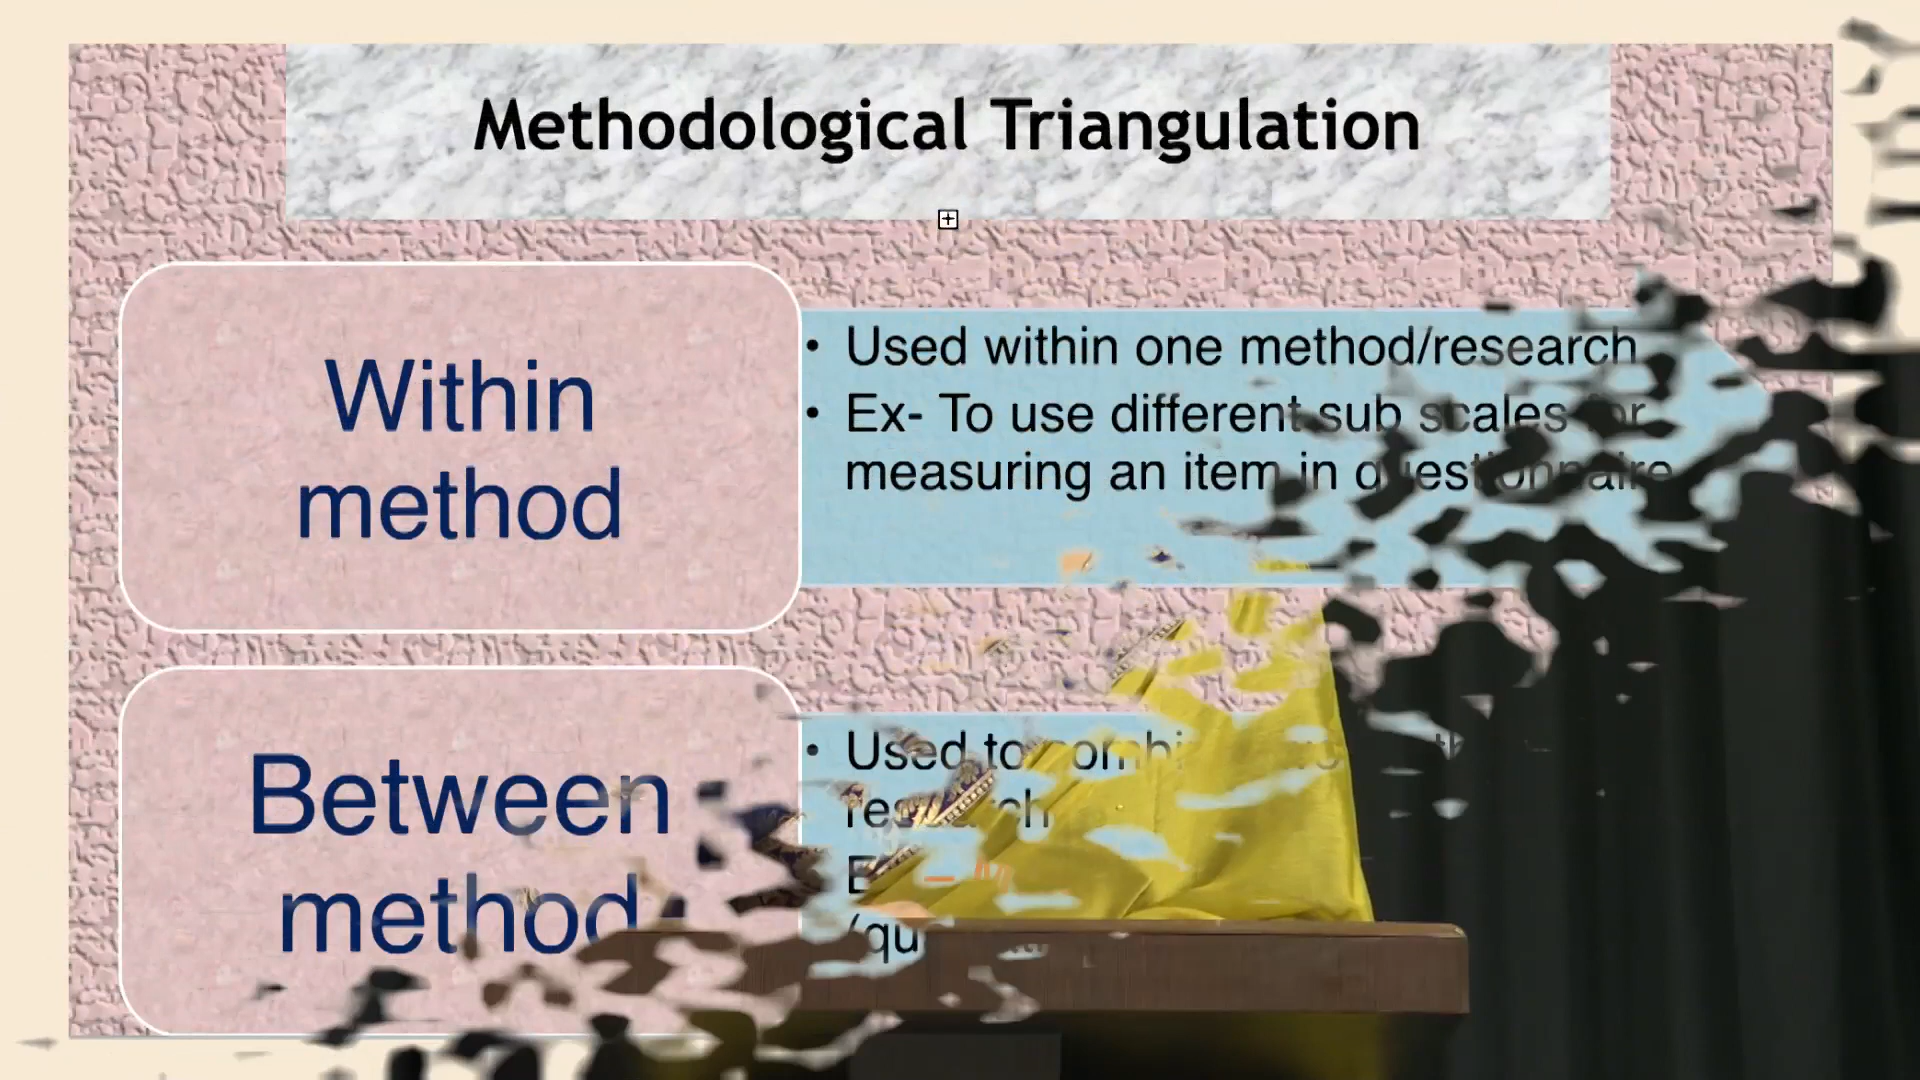 Methodological Triangulation
Within
method
• Used within one method/research
• Ex- To use different sub scales for
measuring an item in questionnaire
Between
method
• Used to
research